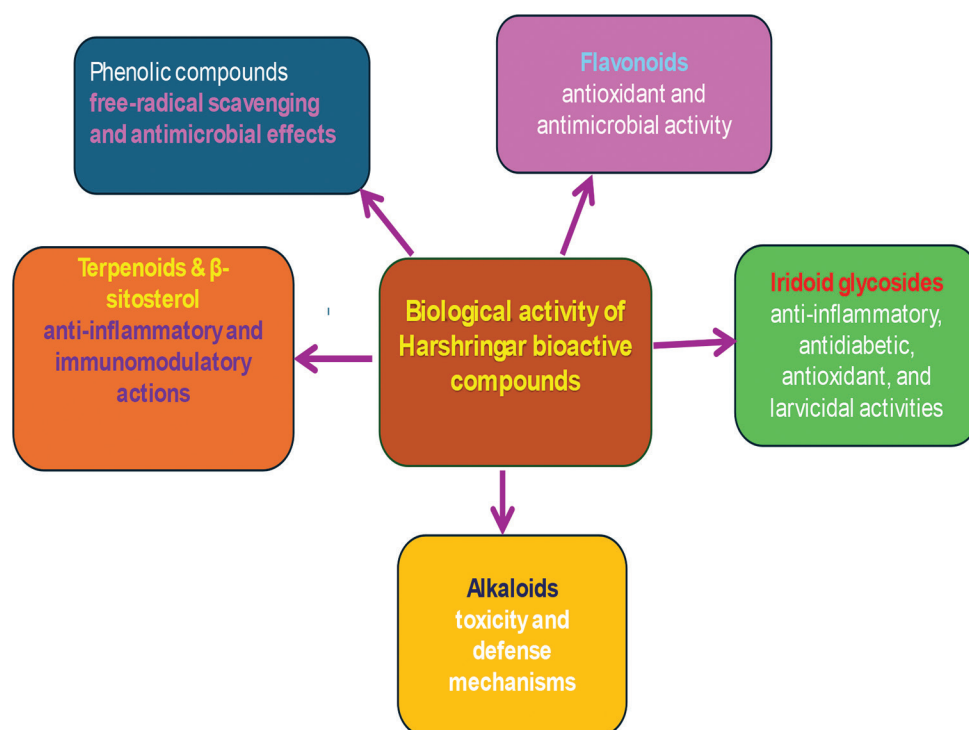 Phenolic compounds
free-radical scavenging
and antimicrobial effects
Flavonoids
antioxidant and
antimicrobial activity
Terpenoids & β-
sitosterol
anti-inflammatory and
immunomodulatory
actions
Biological activity of
Harshringar bioactive
compounds
Iridoid glycosides
anti-inflammatory,
antidiabetic,
antioxidant, and
larvicidal activities
Alkaloids
toxicity and
defense
mechanisms